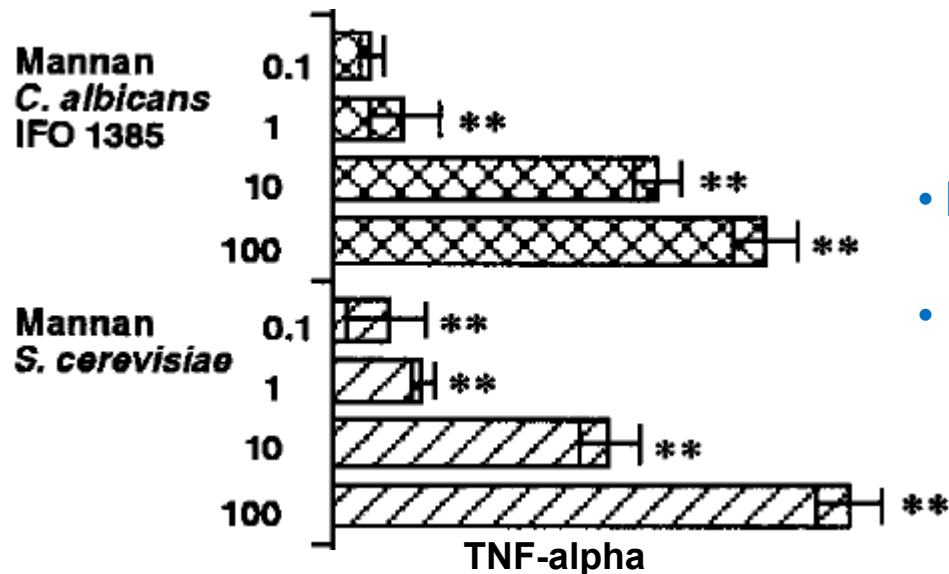 Mannan
C. albicans
IFO 1385
0.1
1 **
10 **
100 **
Mannan
S. cerevisiae
0.1 **
1 **
10 **
100 **
TNF-alpha
•
•